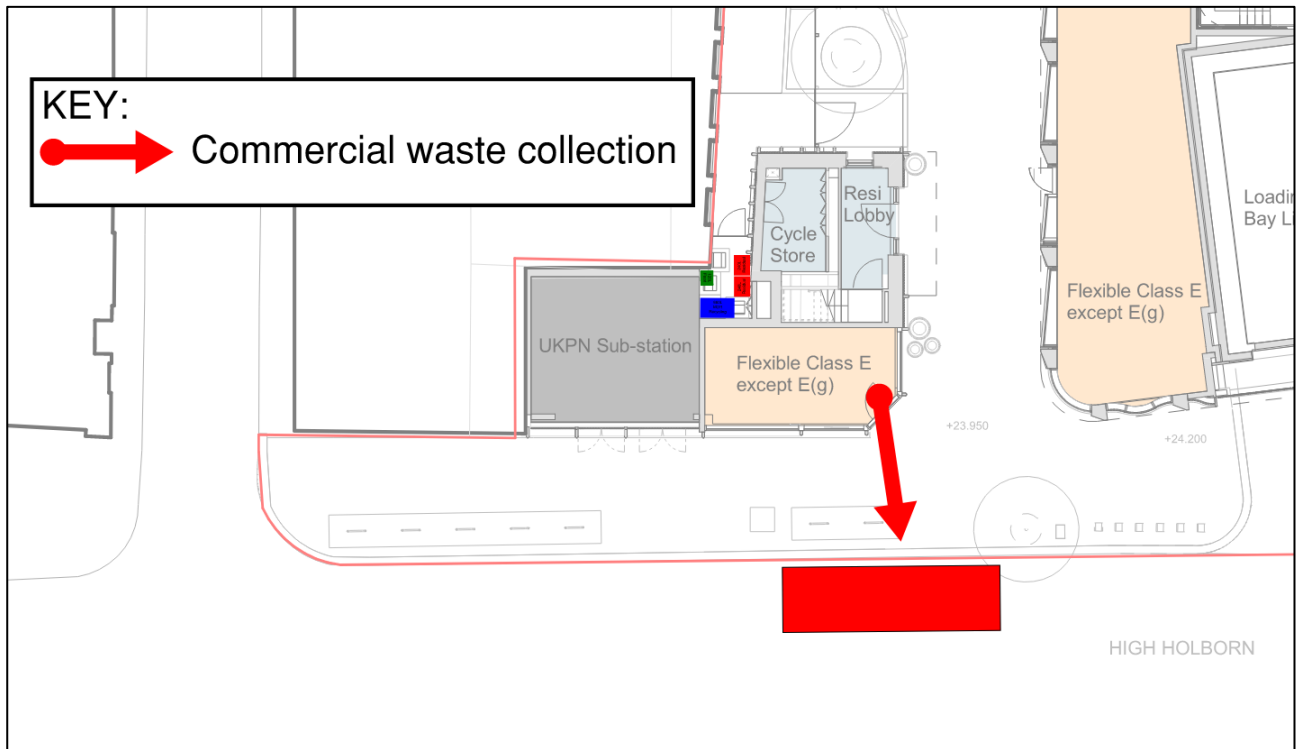 KEY:
Commercial waste collection
Resi
Lobby
Cycle
Store
Loadin
Bay Li
Flexible Class E
except E(g)
UKPN Sub-station
Flexible Class E
except E(g)
+23.950
+24.200
HIGH HOLBORN